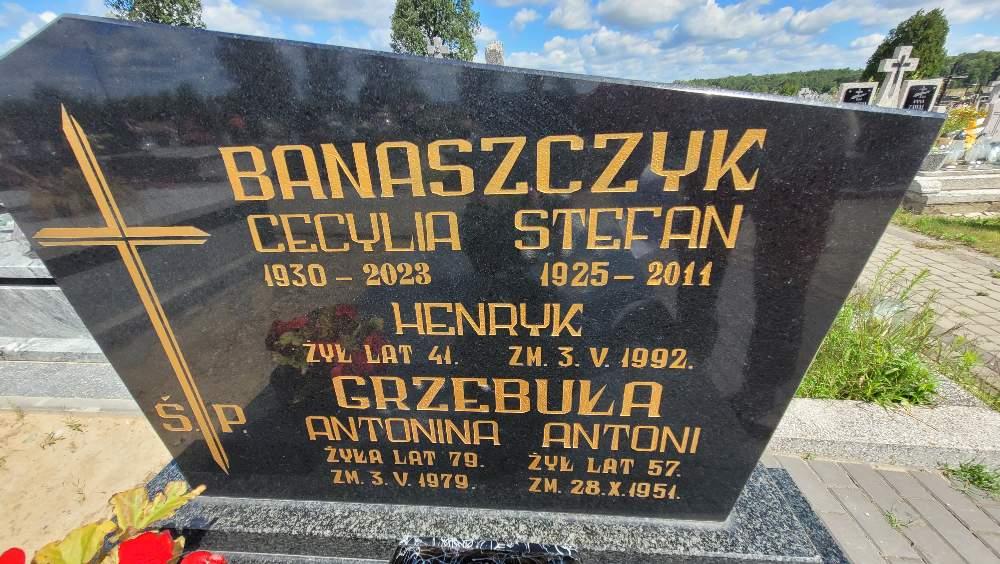 BANASZCZYK
CECYLIA STEFAN
1930 - 2023 1925 - 2011
HENRYK
ŻYŁ LAT 41. ZM. 3. V. 1992.
GRZEBUŁA
Ś P
ANTONINA ANTONI
ŻYŁA LAT 79. ŻYŁ LAT 57.
ZM. 3. V. 1979. ZM. 28. X. 1951.